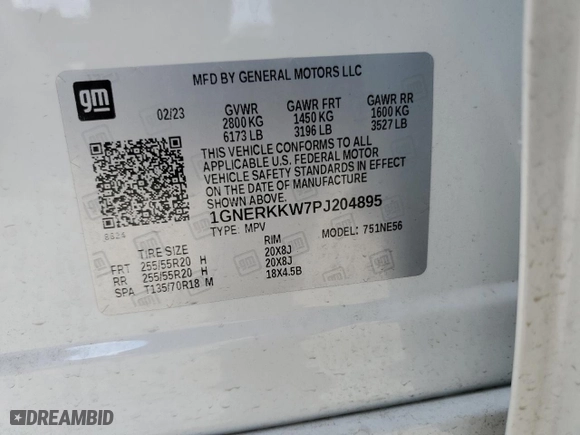 MFD BY GENERAL MOTORS LLC
gm
02/23 GVWR GAWR FRT GAWR RR
2800 KG 1450 KG 1600 KG
6173 LB 3196 LB 3527 LB
THIS VEHICLE CONFORMS TO ALL
APPLICABLE U.S. FEDERAL MOTOR
VEHICLE SAFETY STANDARDS IN EFFECT
ON THE DATE OF MANUFACTURE
SHOWN ABOVE.
1GNERKKW7PJ204895
8624
TYPE: MPV MODEL: 751NE56
TIRE SIZE RIM
FRT 255/55R20 H 20X8J
RR 255/55R20 H 20X8J
SPA T135/70R18 M 18X4.5B
DREAMBID